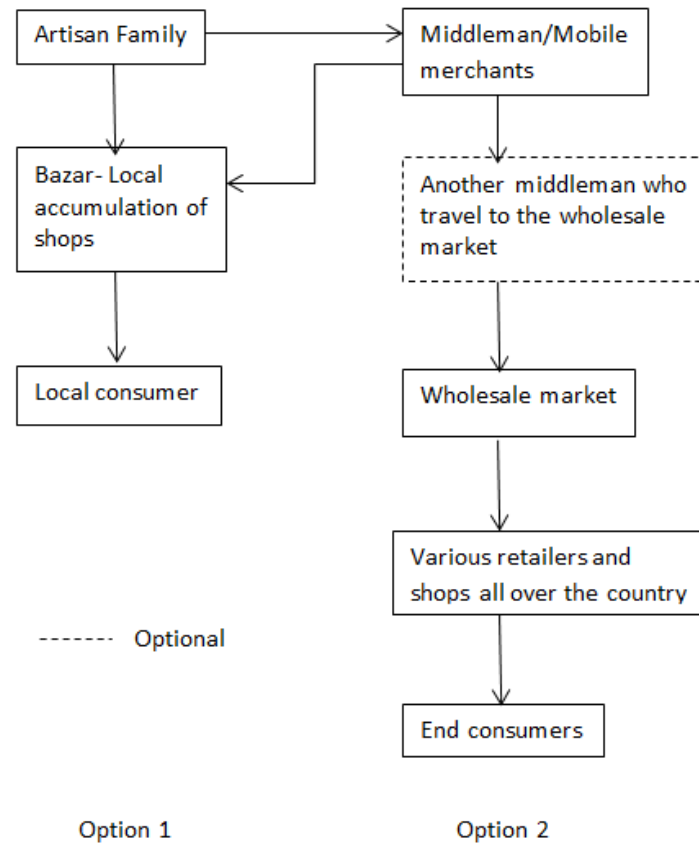 Artisan Family
Middleman/Mobile
merchants
Bazar- Local
accumulation of
shops
Another middleman who
travel to the wholesale
market
Local consumer
Wholesale market
Various retailers and
shops all over the country
Optional
End consumers
Option 1
Option 2